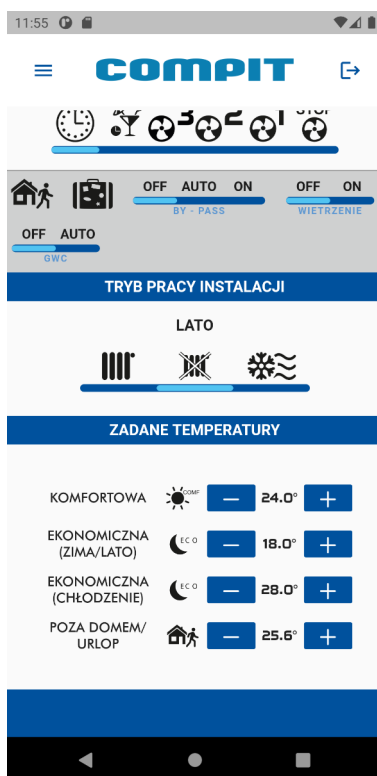 11:55
COMPIT
3 2 1 STOP
OFF AUTO ON
BY - PASS
OFF ON
WIETRZENIE
OFF AUTO
GWC
TRYB PRACY INSTALACJI
LATO
ZADANE TEMPERATURY
KOMFORTOWA COMF 24.0°
EKONOMICZNA
(ZIMA/LATO) ECO 18.0°
EKONOMICZNA
(CHŁODZENIE) ECO 28.0°
POZA DOMEM/
URLOP 25.6°